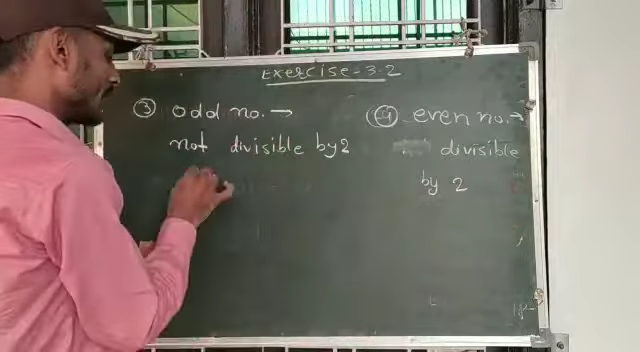 Exercise-3.2
③ odd no. →
not divisible by 2
④ even no. →
divisible
by 2